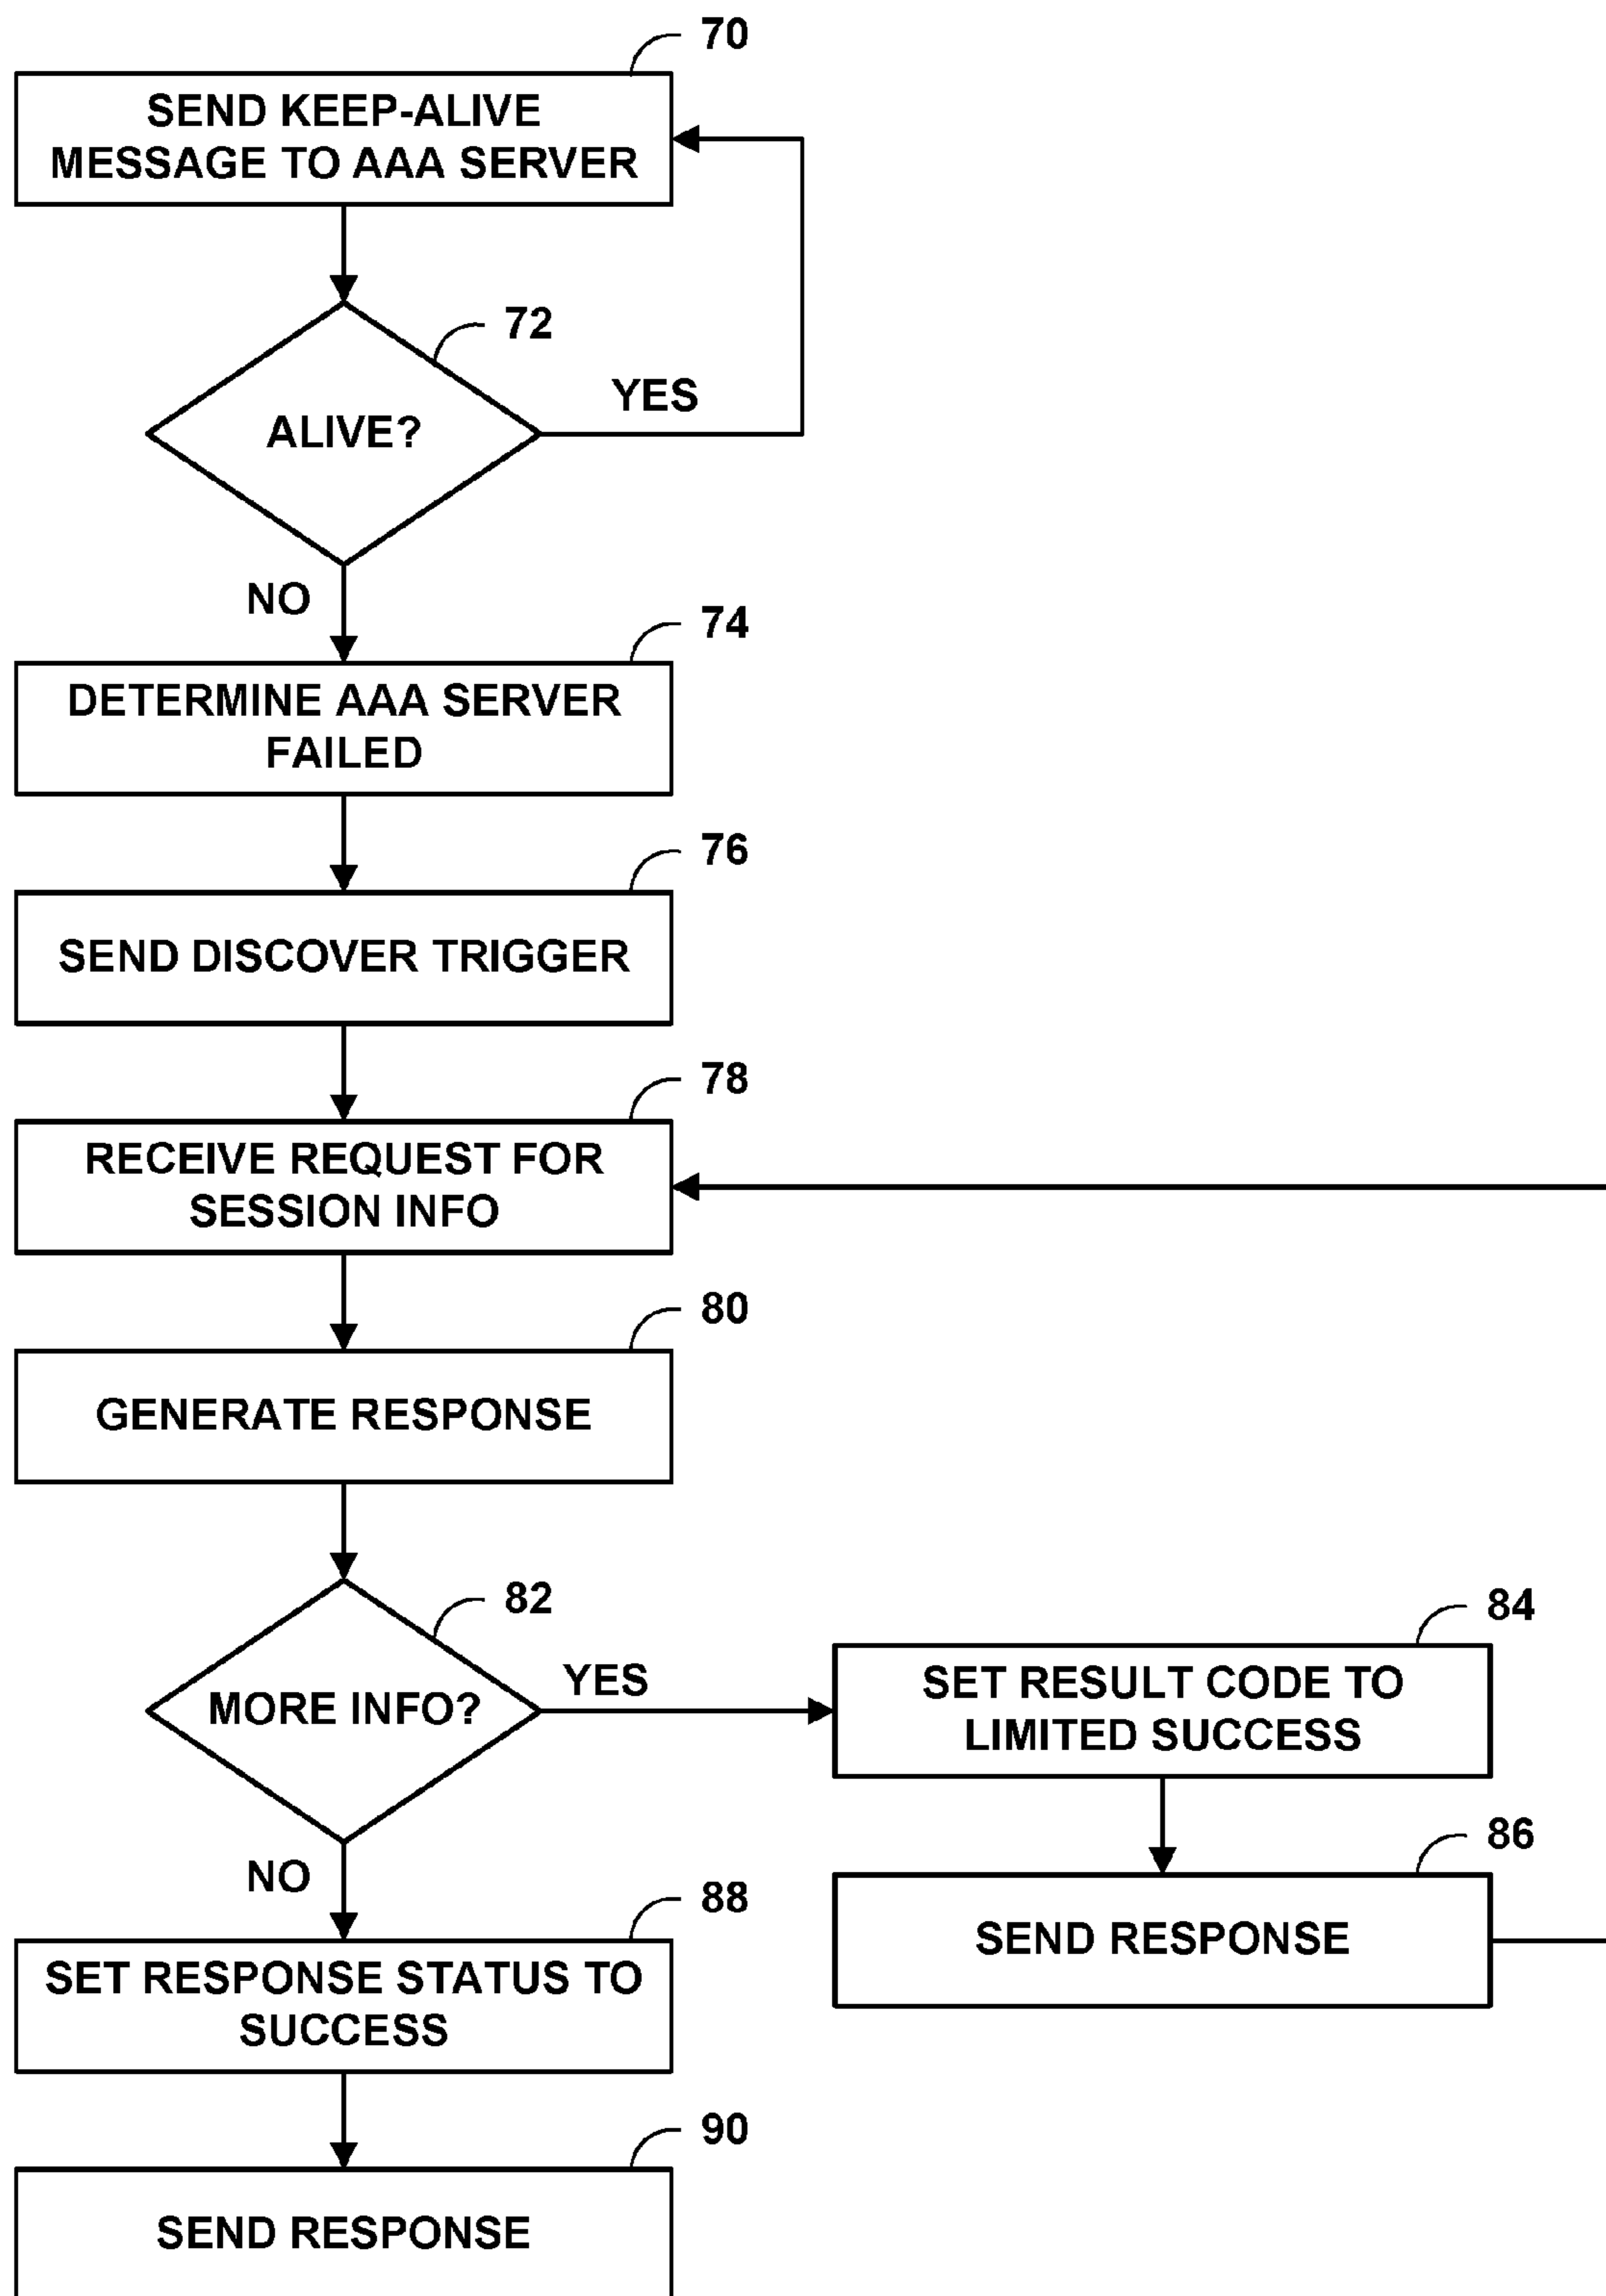 70
SEND KEEP-ALIVE
MESSAGE TO AAA SERVER
72
ALIVE?
YES
NO
74
DETERMINE AAA SERVER
FAILED
76
SEND DISCOVER TRIGGER
78
RECEIVE REQUEST FOR
SESSION INFO
80
GENERATE RESPONSE
82
MORE INFO?
YES
84
SET RESULT CODE TO
LIMITED SUCCESS
86
SEND RESPONSE
NO
88
SET RESPONSE STATUS TO
SUCCESS
90
SEND RESPONSE